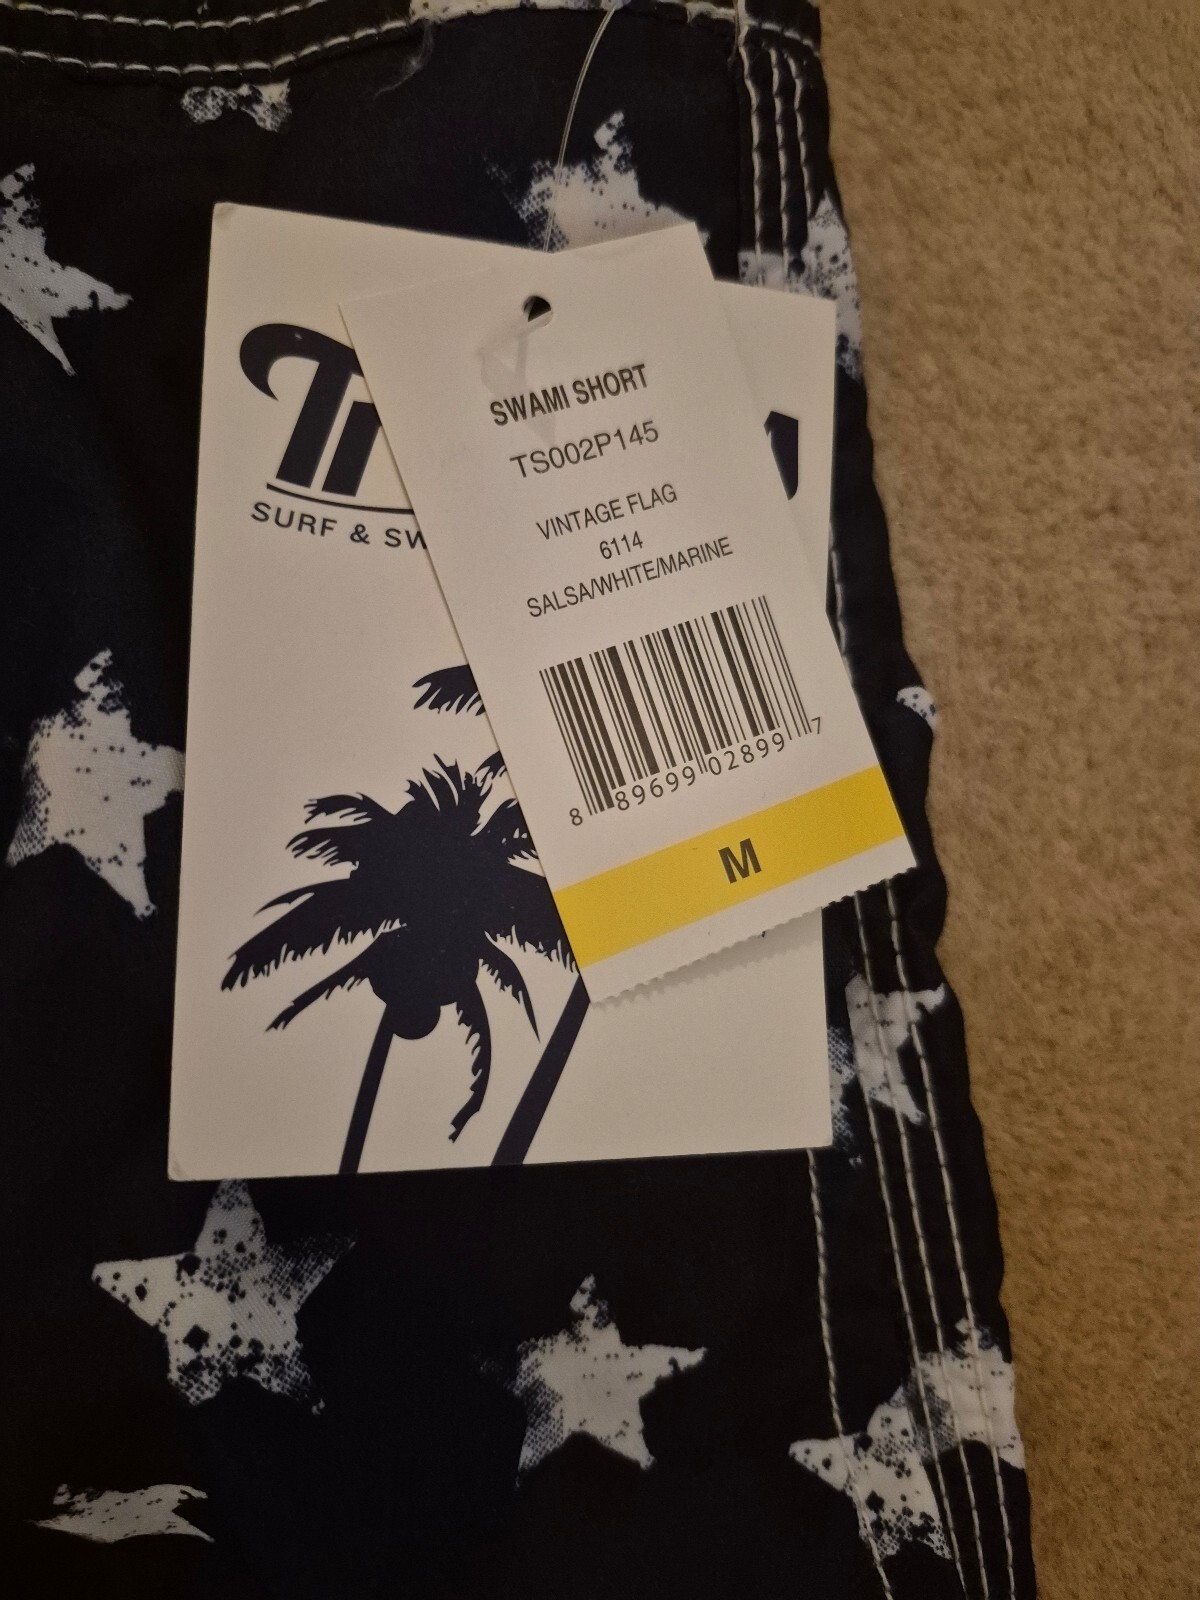 SURF & SW
SWAMI SHORT
TS002P145
VINTAGE FLAG
6114
SALSA/WHITE/MARINE
8 89699 02899 7
M